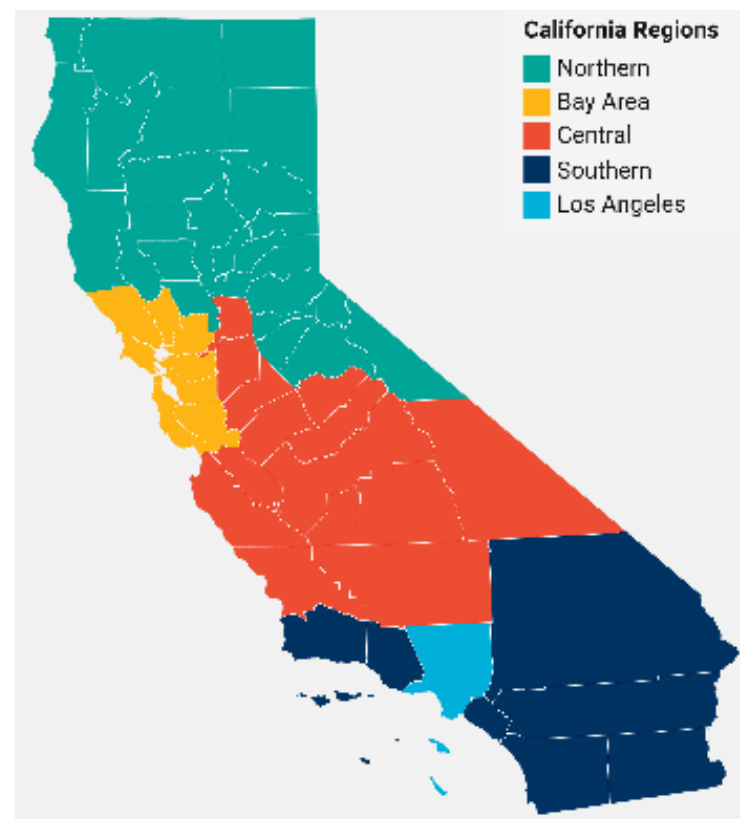 California Regions
Northern
Bay Area
Central
Southern
Los Angeles